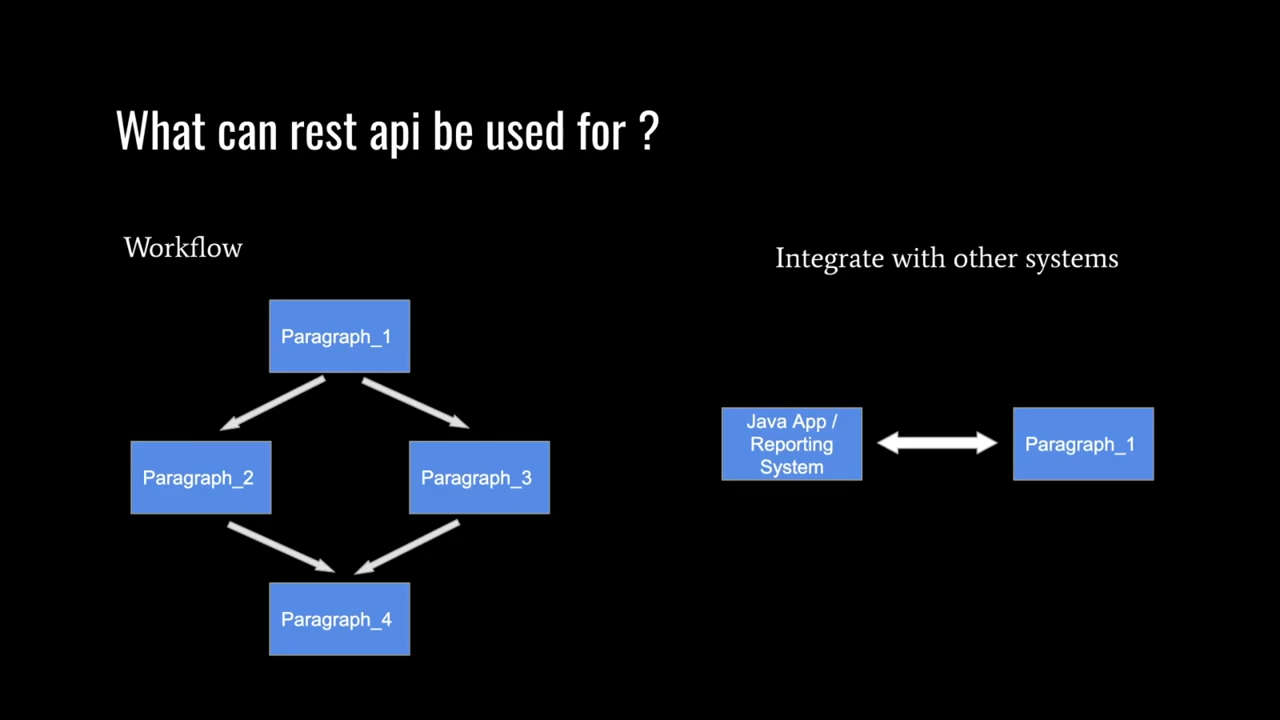 What can rest api be used for ?
Workflow
Paragraph_1
Paragraph_2
Paragraph_3
Paragraph_4
Integrate with other systems
Java App /
Reporting
System
Paragraph_1